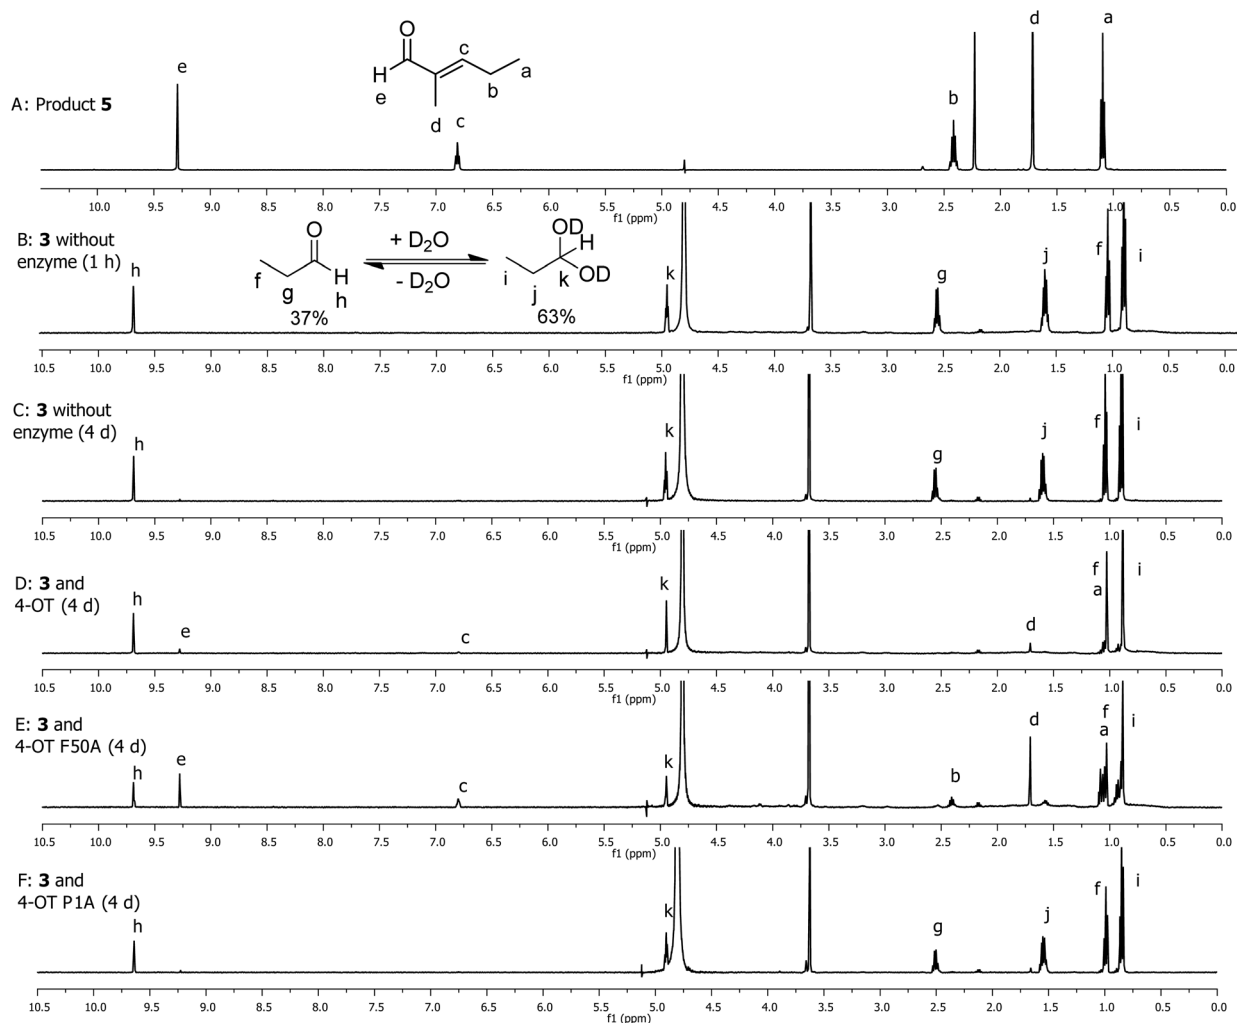 d
a
O
c
e
a
b
H
A: Product 5
b
e
d
c
10.0 9.5 9.0 8.5 8.0 7.5 7.0 6.5 6.0 5.5 5.0 4.5 4.0 3.5 3.0 2.5 2.0 1.5 1.0 0.5 0.0
f1 (ppm)
B: 3 without
enzyme (1 h)
O
+ D2O
OD
H
f
H
- D2O
i
OD
k
g
h
j
37%
63%
h
k
g
j
f
i
10.5 10.0 9.5 9.0 8.5 8.0 7.5 7.0 6.5 6.0 5.5 5.0 4.5 4.0 3.5 3.0 2.5 2.0 1.5 1.0 0.5 0.0
f1 (ppm)
C: 3 without
enzyme (4 d)
h
k
g
j
f
i
10.5 10.0 9.5 9.0 8.5 8.0 7.5 7.0 6.5 6.0 5.5 5.0 4.5 4.0 3.5 3.0 2.5 2.0 1.5 1.0 0.5 0.0
f1 (ppm)
D: 3 and
4-OT (4 d)
h
e
c
k
d
f
a
i
10.5 10.0 9.5 9.0 8.5 8.0 7.5 7.0 6.5 6.0 5.5 5.0 4.5 4.0 3.5 3.0 2.5 2.0 1.5 1.0 0.5 0.0
f1 (ppm)
E: 3 and
4-OT F50A (4 d)
h
e
c
k
b
d
f
a
i
10.5 10.0 9.5 9.0 8.5 8.0 7.5 7.0 6.5 6.0 5.5 5.0 4.5 4.0 3.5 3.0 2.5 2.0 1.5 1.0 0.5 0.0
f1 (ppm)
F: 3 and
4-OT P1A (4 d)
h
k
g
j
f
i
10.5 10.0 9.5 9.0 8.5 8.0 7.5 7.0 6.5 6.0 5.5 5.0 4.5 4.0 3.5 3.0 2.5 2.0 1.5 1.0 0.5 0.0
f1 (ppm)